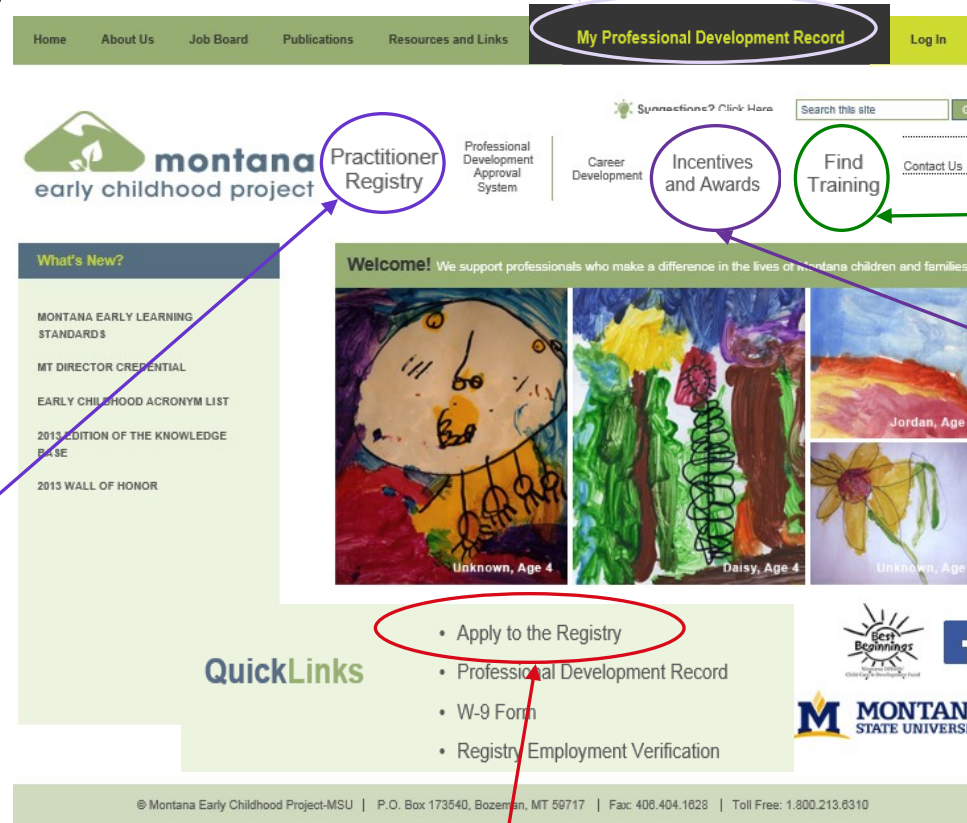 Home About Us Job Board Publications Resources and Links My Professional Development Record Log In
Suggestions? Click Here Search this site
montana
early childhood project
Practitioner
Registry
Professional
Development
Approval
System
Career
Development
Incentives
and Awards
Find
Training
Contact Us
What's New?
MONTANA EARLY LEARNING
STANDARDS
MT DIRECTOR CREDENTIAL
EARLY CHILDHOOD ACRONYM LIST
2013 EDITION OF THE KNOWLEDGE
BASE
2013 WALL OF HONOR
Welcome! We support professionals who make a difference in the lives of Montana children and families
Unknown, Age 4
Daisy, Age 4
Jordan, Age
Unknown, Age
QuickLinks
• Apply to the Registry
• Professional Development Record
• W-9 Form
• Registry Employment Verification
Best
Beginnings
M MONTAN
STATE UNIVERS
© Montana Early Childhood Project-MSU | P.O. Box 173540, Bozeman, MT 59717 | Fax: 406.404.1628 | Toll Free: 1.800.213.6310